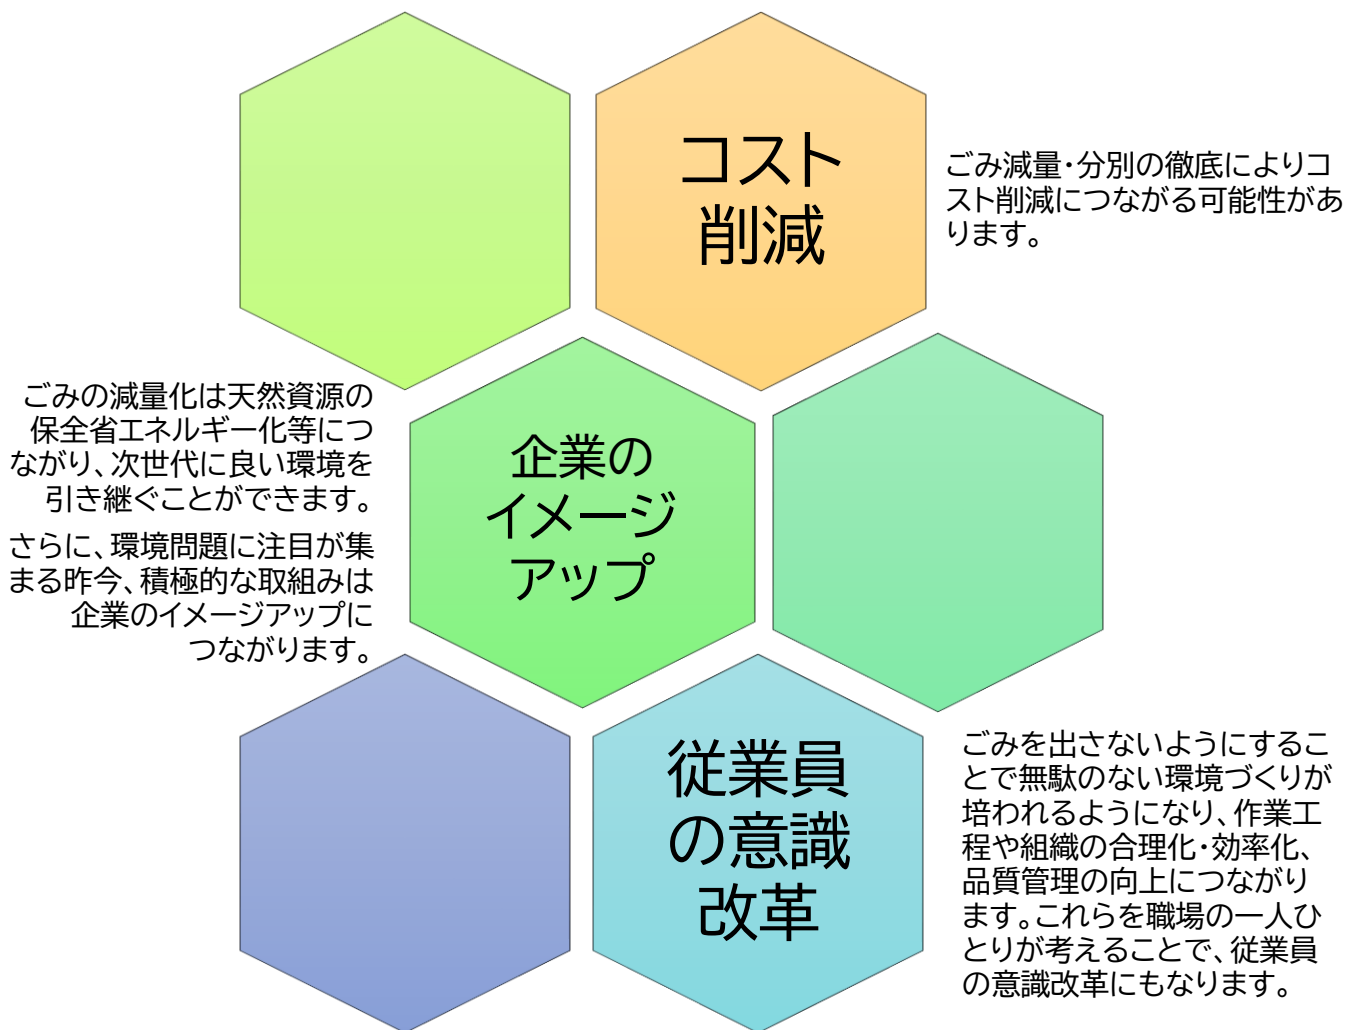 コスト
削減
ごみ減量・分別の徹底によりコ
スト削減につながる可能性があ
ります。
ごみの減量化は天然資源の
保全省エネルギー化等につ
ながり、次世代に良い環境を
引き継ぐことができます。
さらに、環境問題に注目が集
まる昨今、積極的な取組みは
企業のイメージアップに
つながります。
企業の
イメージ
アップ
従業員
の意識
改革
ごみを出さないようにするこ
とで無駄のない環境づくりが
培われるようになり、作業工
程や組織の合理化・効率化、
品質管理の向上につながり
ます。これらを職場の一人ひ
とりが考えることで、従業員
の意識改革にもなります。